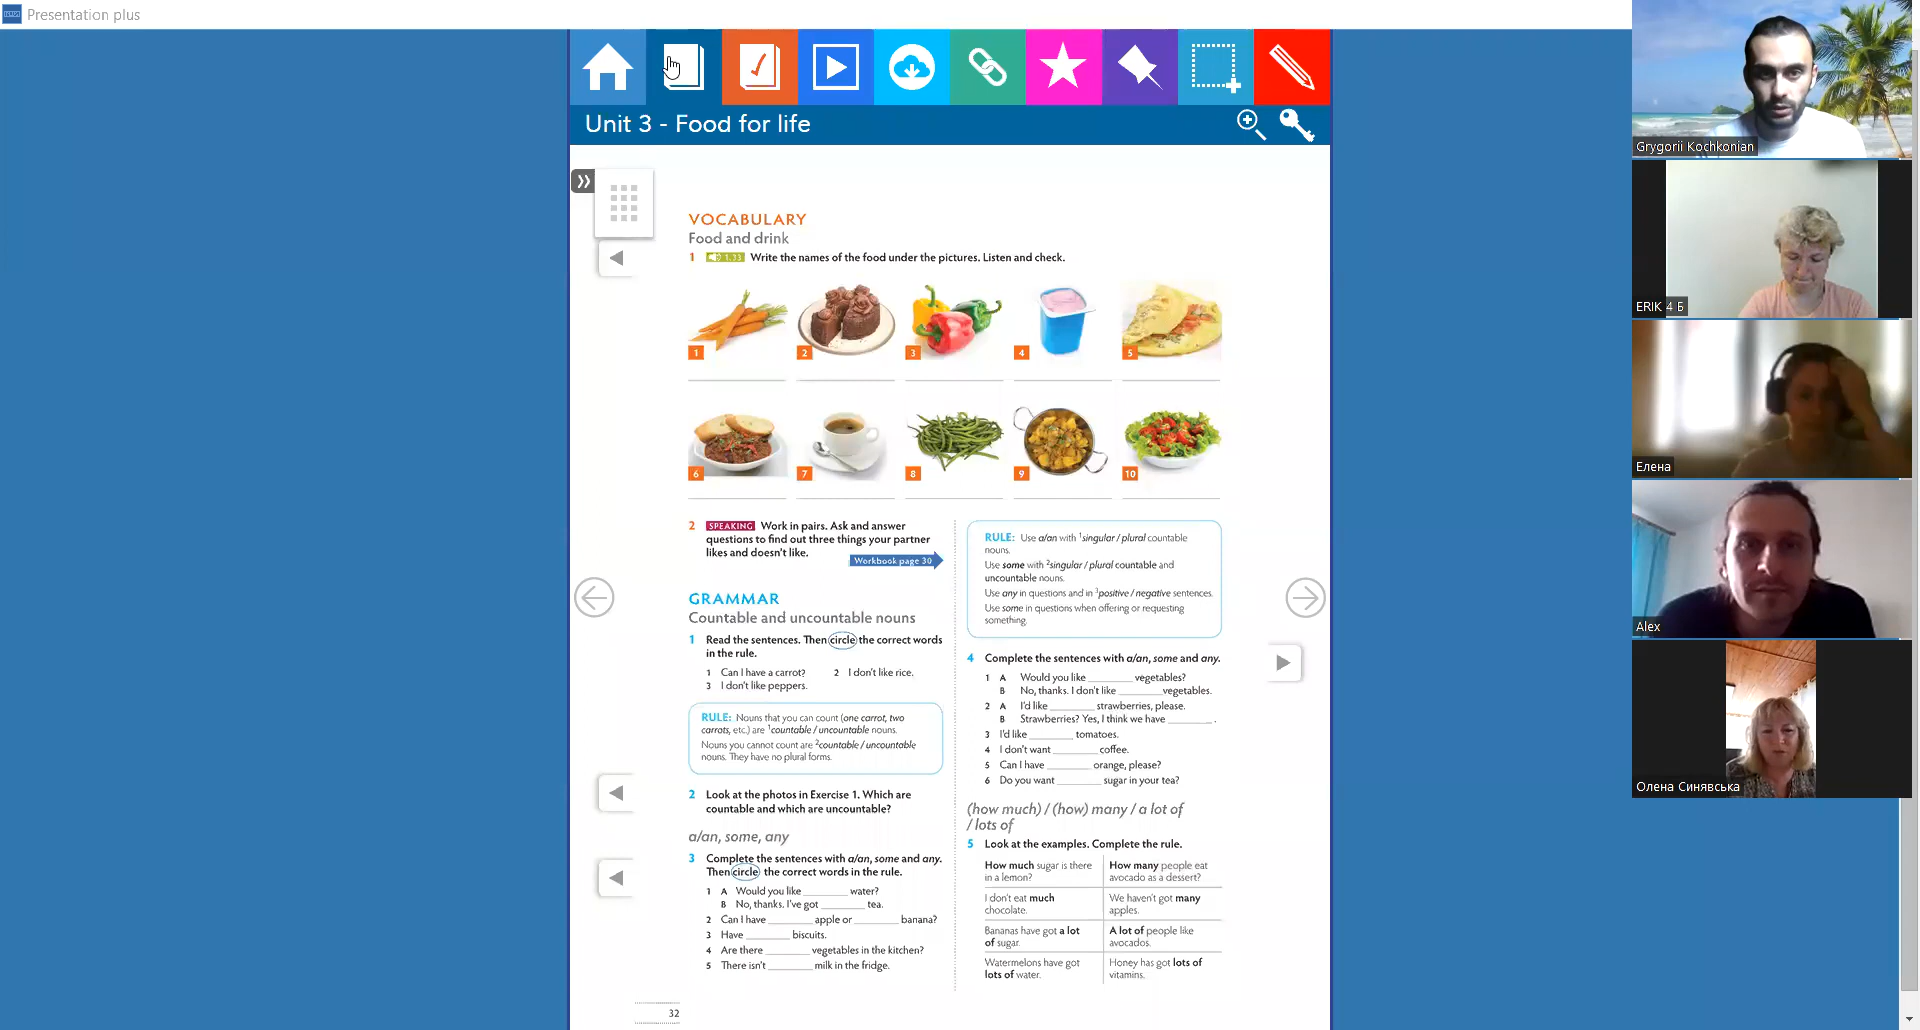 Presentation plus
Unit 3 - Food for life
VOCABULARY
Food and drink
1 1.33 Write the names of the food under the pictures. Listen and check.
1
2
3
4
5
6
7
8
9
10
2 SPEAKING Work in pairs. Ask and answer
questions to find out three things your partner
likes and doesn't like.
Workbook page 30
GRAMMAR
Countable and uncountable nouns
1 Read the sentences. Then circle the correct words
in the rule.
1 Can I have a carrot? 2 I don't like rice.
3 I don't like peppers.
RULE: Nouns that you can count (one carrot, two
carrots, etc.) are 1countable / uncountable nouns.
Nouns you cannot count are 2countable / uncountable
nouns. They have no plural forms.
2 Look at the photos in Exercise 1. Which are
countable and which are uncountable?
a/an, some, any
3 Complete the sentences with a/an, some and any.
Then circle the correct words in the rule.
1 A Would you like ________ water?
B No, thanks. I've got ________ tea.
2 Can I have ________ apple or ________ banana?
3 Have ________ biscuits.
4 Are there ________ vegetables in the kitchen?
5 There isn't ________ milk in the fridge.
32
RULE: Use a/an with 1singular / plural countable
nouns.
Use some with 2singular / plural countable and
uncountable nouns.
Use any in questions and in 3positive / negative sentences.
Use some in questions when offering or requesting
something.
4 Complete the sentences with a/an, some and any.
1 A Would you like ________ vegetables?
B No, thanks. I don't like ________ vegetables.
2 A I'd like ________ strawberries, please.
B Strawberries? Yes, I think we have ________ .
3 I'd like ________ tomatoes.
4 I don't want ________ coffee.
5 Can I have ________ orange, please?
6 Do you want ________ sugar in your tea?
(how much) / (how) many / a lot of
/ lots of
5 Look at the examples. Complete the rule.
How much sugar is there
in a lemon?
How many people eat
avocado as a dessert?
I don't eat much
chocolate.
We haven't got many
apples.
Bananas have got a lot
of sugar.
A lot of people like
avocados.
Watermelons have got
lots of water.
Honey has got lots of
vitamins.
Grygorii Kochkonian
ERIK 4 Б
Елена
Alex
Олена Синявська